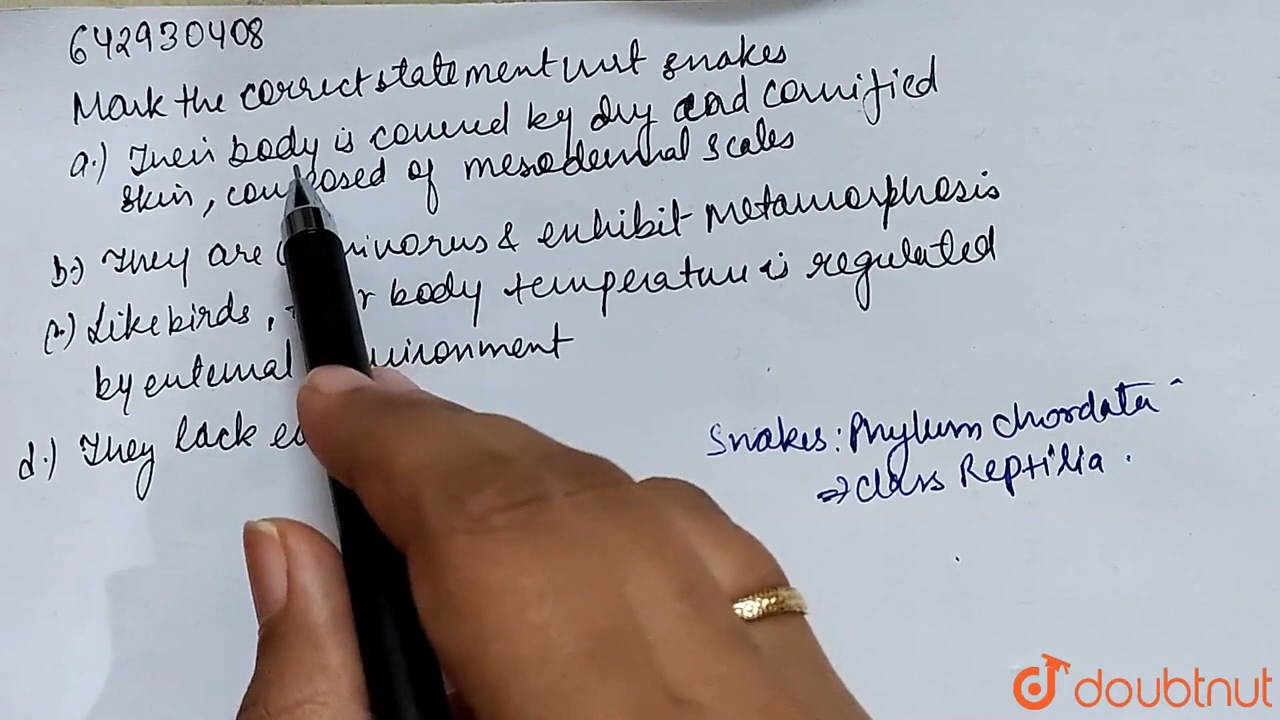 642930408
Mark the correct statement wrt snakes
a.) Their body is covered by dry and cornified
skin, composed of mesodermal scales
b.) They are & exhibit Metamorphosis
c.) Like birds, body temperature is regulated
by external
d.) They lack
Snakes: Phylum Chordata
⇒ Class Reptilia.
doubtnut